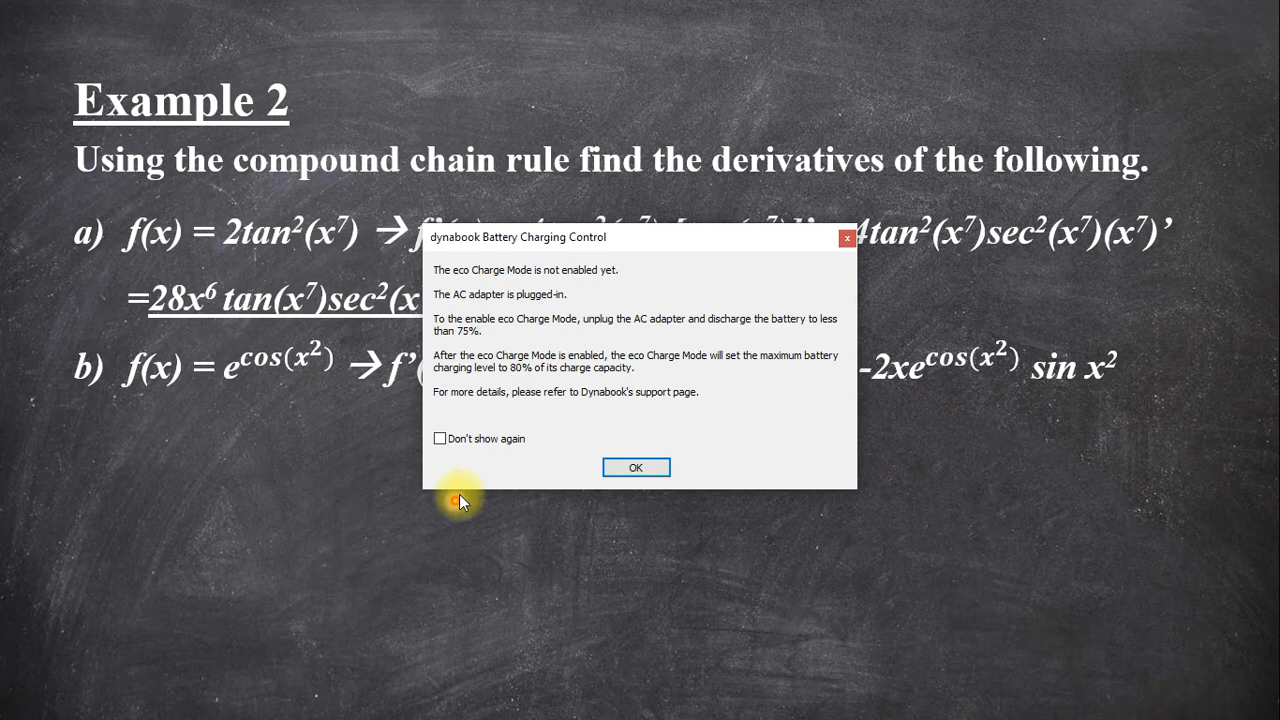 Example 2
Using the compound chain rule find the derivatives of the following.
a) f(x) = 2tan²(x⁷) → 4tan²(x⁷)sec²(x⁷)(x⁷)’
=28x⁶ tan(x⁷)sec²(x
b) f(x) = e^cos(x²) → f’( -2xe^cos(x²) sin x²
dynabook Battery Charging Control
The eco Charge Mode is not enabled yet.
The AC adapter is plugged-in.
To the enable eco Charge Mode, unplug the AC adapter and discharge the battery to less
than 75%.
After the eco Charge Mode is enabled, the eco Charge Mode will set the maximum battery
charging level to 80% of its charge capacity.
For more details, please refer to Dynabook's support page.
Don't show again
OK